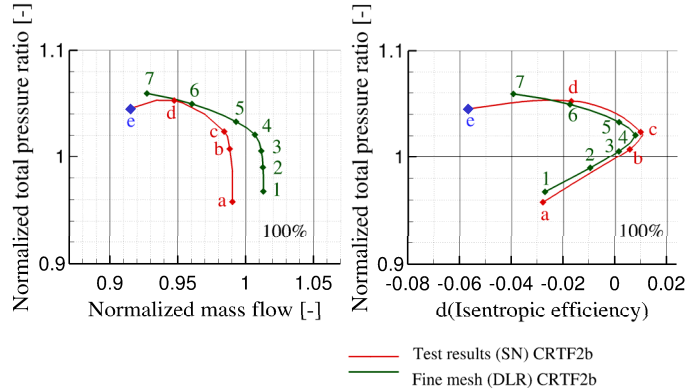 Normalized total pressure ratio [-]
1.1
1
0.9
7
6
5
4
3
2
1
e
d
c
b
a
100%
0.9 0.95 1 1.05
Normalized mass flow [-]
Normalized total pressure ratio [-]
1.1
1
0.9
7
d
6
5
4
c
3
b
2
1
a
e
100%
-0.08 -0.06 -0.04 -0.02 0 0.02
d(Isentropic efficiency)
Test results (SN) CRTF2b
Fine mesh (DLR) CRTF2b